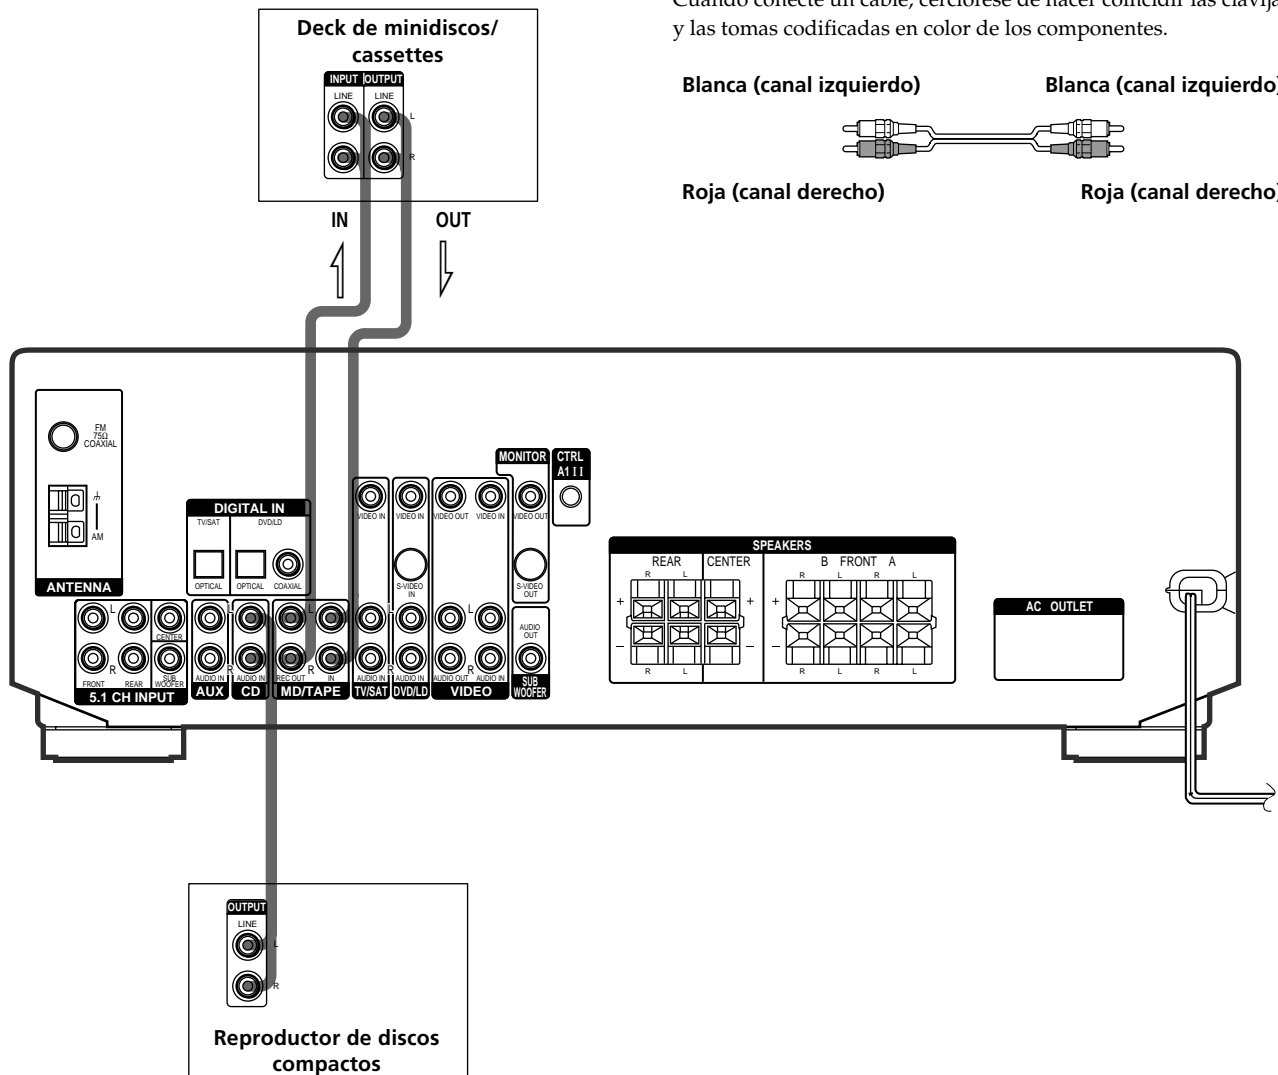 Cuando conecte un cable, cerciórese de hacer coincidir las clavijas
y las tomas codificadas en color de los componentes.
Deck de minidiscos/
cassettes
INPUT OUTPUT
LINE LINE
L
R
Blanca (canal izquierdo) Blanca (canal izquierdo)
Roja (canal derecho) Roja (canal derecho)
IN OUT
FM
75Ω
COAXIAL
AM
ANTENNA
DIGITAL IN
TV/SAT DVD/LD
OPTICAL OPTICAL COAXIAL
MONITOR
CTRL
A1 II
VIDEO IN VIDEO IN VIDEO OUT VIDEO IN VIDEO OUT
S-VIDEO
IN
S-VIDEO
OUT
AUDIO
OUT
L L L L L
CENTER
R R R R R
FRONT REAR SUB
WOOFER
AUDIO IN AUDIO IN REC OUT IN AUDIO IN AUDIO IN AUDIO OUT AUDIO IN
5.1 CH INPUT AUX CD MD/TAPE TV/SAT DVD/LD VIDEO SUB
WOOFER
SPEAKERS
REAR CENTER B FRONT A
R L R L R L
+ + +
– – –
R L R L R L
AC OUTLET
OUTPUT
LINE
L
R
Reproductor de discos
compactos